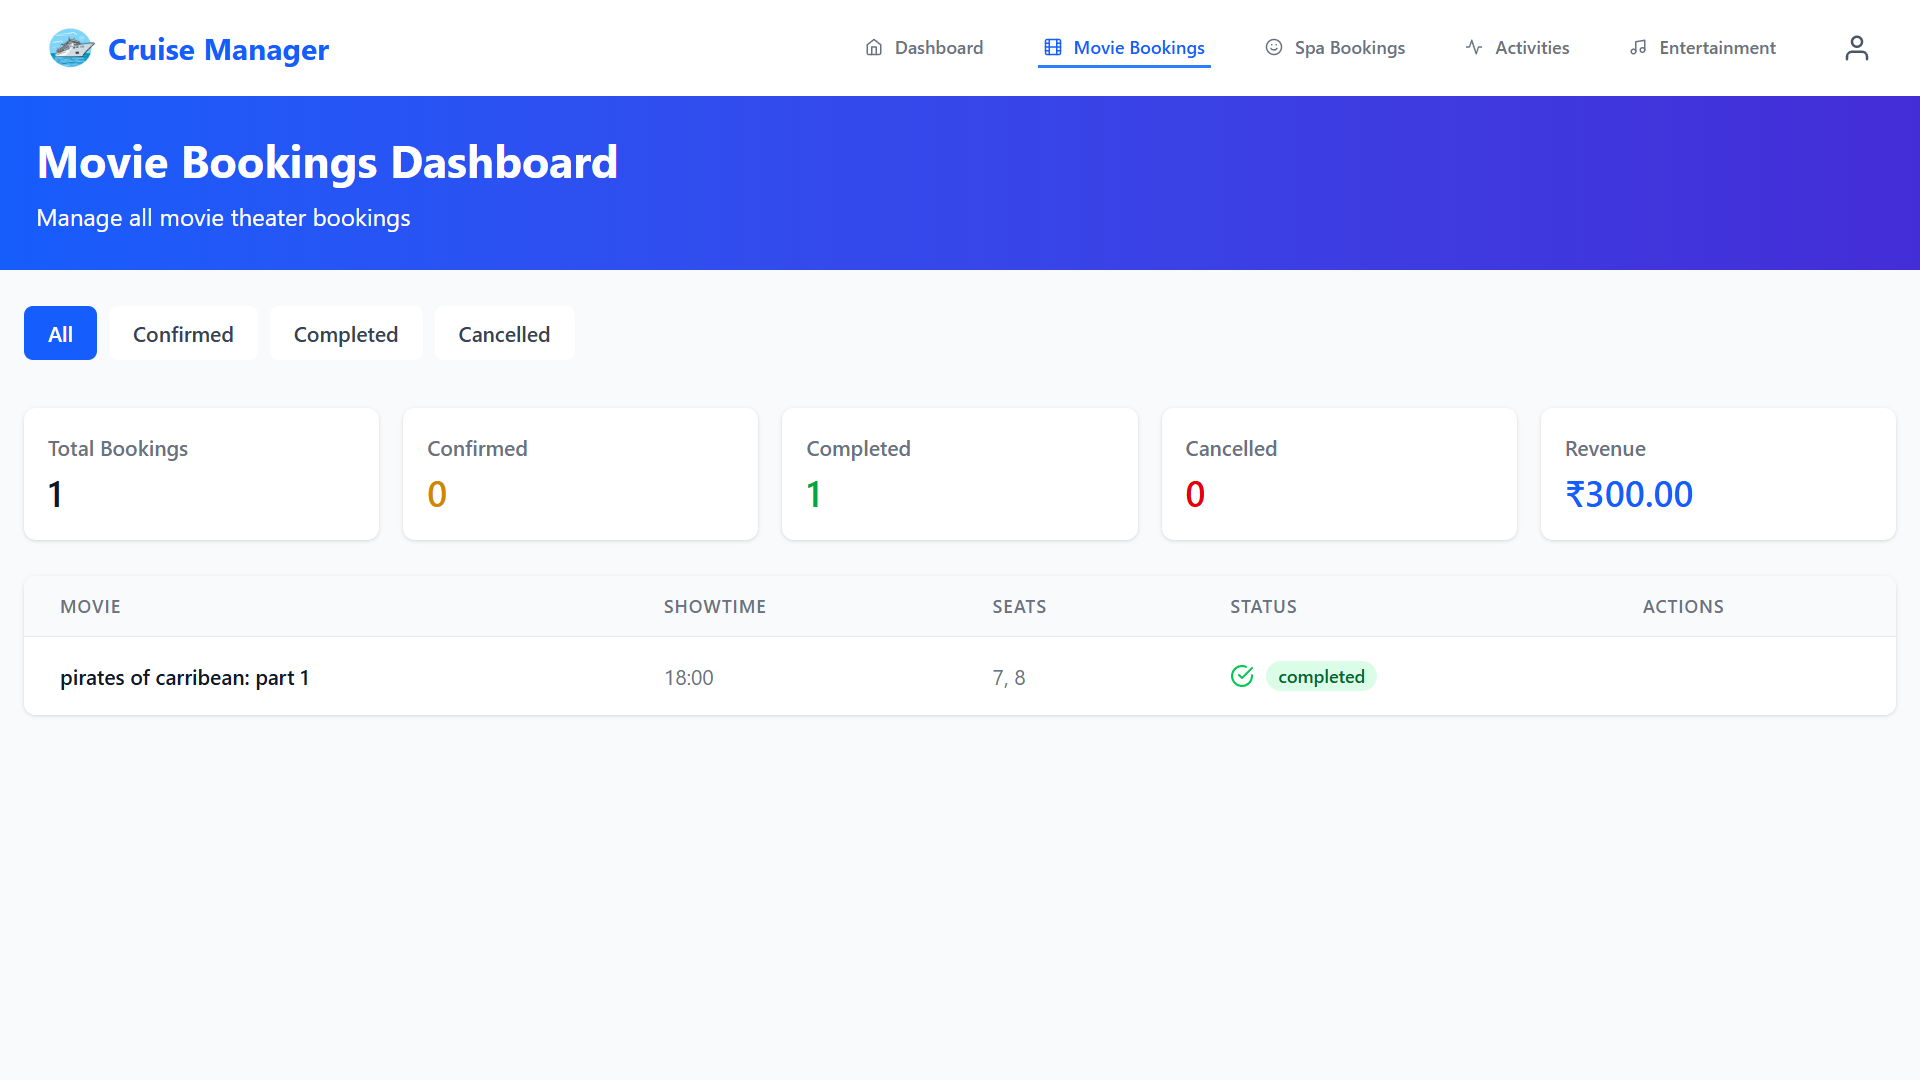 Cruise Manager
Dashboard
Movie Bookings
Spa Bookings
Activities
Entertainment
Movie Bookings Dashboard
Manage all movie theater bookings
All
Confirmed
Completed
Cancelled
Total Bookings
1
Confirmed
0
Completed
1
Cancelled
0
Revenue
₹300.00
MOVIE SHOWTIME SEATS STATUS ACTIONS
pirates of carribean: part 1 18:00 7, 8 completed